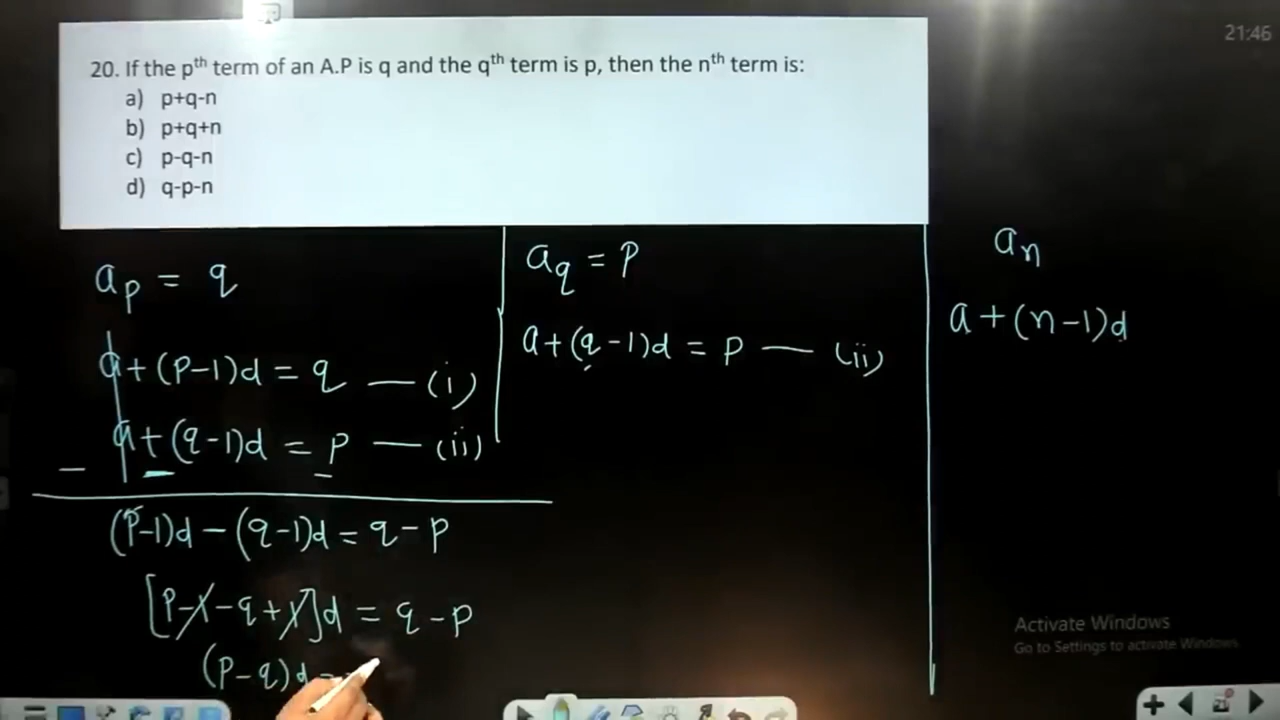 21:46
20. If the pth term of an A.P is q and the qth term is p, then the nth term is:
a) p+q-n
b) p+q+n
c) p-q-n
d) q-p-n
ap = q
a+(p-1)d = q — (i)
a+(q-1)d = p — (ii)
(p-1)d-(q-1)d = q-p
[p-1-q+1]d = q-p
(p-q)d =
aq = p
a+(q-1)d = p — (ii)
an
a+(n-1)d
Activate Windows
Go to Settings to activate Windows.